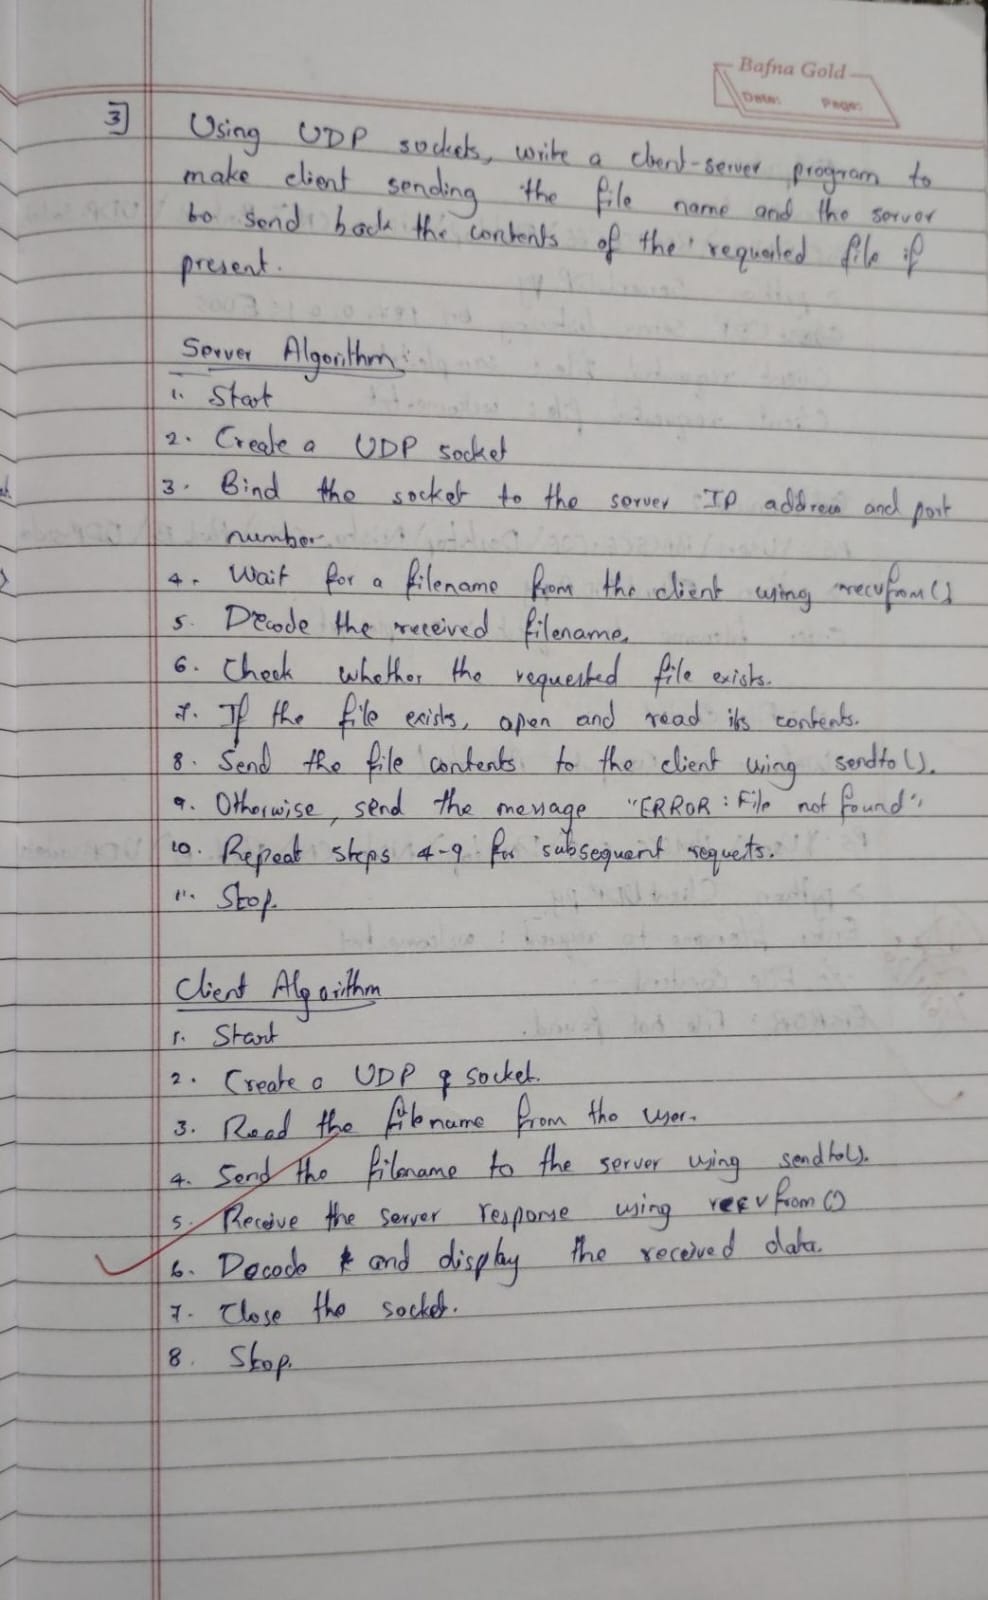 Bafna Gold
Date: Page:
3] Using UDP sockets, write a client-server program to
make client sending the file name and the server
to send back the contents of the requested file if
present.
Server Algorithm:
1. Start
2. Create a UDP socket
3. Bind the socket to the server IP address and port
number.
4. Wait for a filename from the client using recvfrom()
5. Decode the received filename.
6. Check whether the requested file exists.
7. If the file exists, open and read its contents.
8. Send the file contents to the client using sendto().
9. Otherwise, send the message "ERROR : File not found".
10. Repeat steps 4-9 for subsequent requets.
11. Stop.
Client Algorithm
1. Start
2. Create a UDP socket.
3. Read the filename from the user.
4. Send the filename to the server using sendto().
5. Receive the server response using recvfrom()
6. Decode and display the received data.
7. Close the socket.
8. Stop.